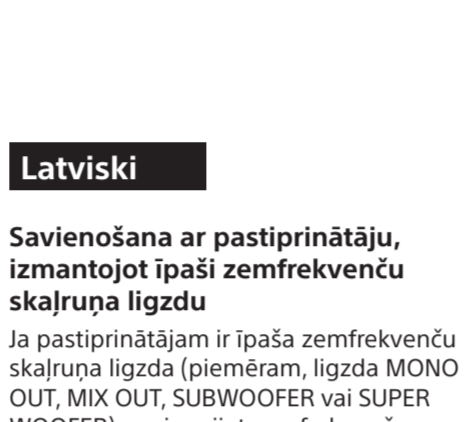 Latviski
Savienošana ar pastiprinātāju,
izmantojot īpaši zemfrekvenču
skaļruņa ligzdu
Ja pastiprinātājam ir īpaša zemfrekvenču
skaļruņa ligzda (piemēram, ligzda MONO
OUT, MIX OUT, SUBWOOFER vai SUPER